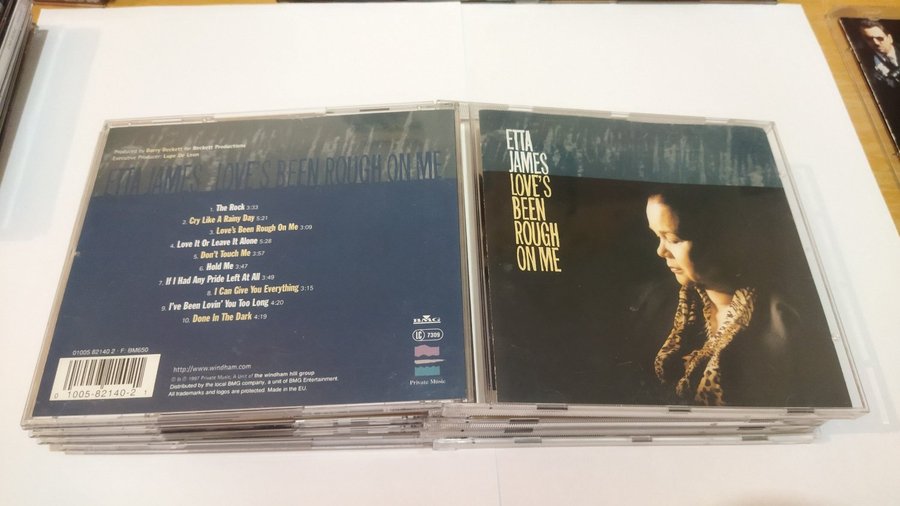 Produced by Barry Beckett for Beckett Productions
Executive Producer: Lupe De Leon
ETTA JAMES LOVE'S BEEN ROUGH ON ME
1. The Rock 3:33
2. Cry Like A Rainy Day 5:21
3. Love's Been Rough On Me 3:09
4. Love It Or Leave It Alone 5:28
5. Don't Touch Me 3:57
6. Hold Me 3:47
7. If I Had Any Pride Left At All 3:49
8. I Can Give You Everything 3:15
9. I've Been Lovin' You Too Long 4:20
10. Done In The Dark 4:19
01005 82140 2 F: BM650
0 1005-82140-2 1
http://www.windham.com
℗ & © 1997 Private Music, A Unit of the windham hill group
Distributed by the local BMG company, a unit of BMG Entertainment.
All trademarks and logos are protected. Made in the EU.
BMG
LC 7309
Private Music
ETTA
JAMES
LOVE'S
BEEN
ROUGH
ON ME